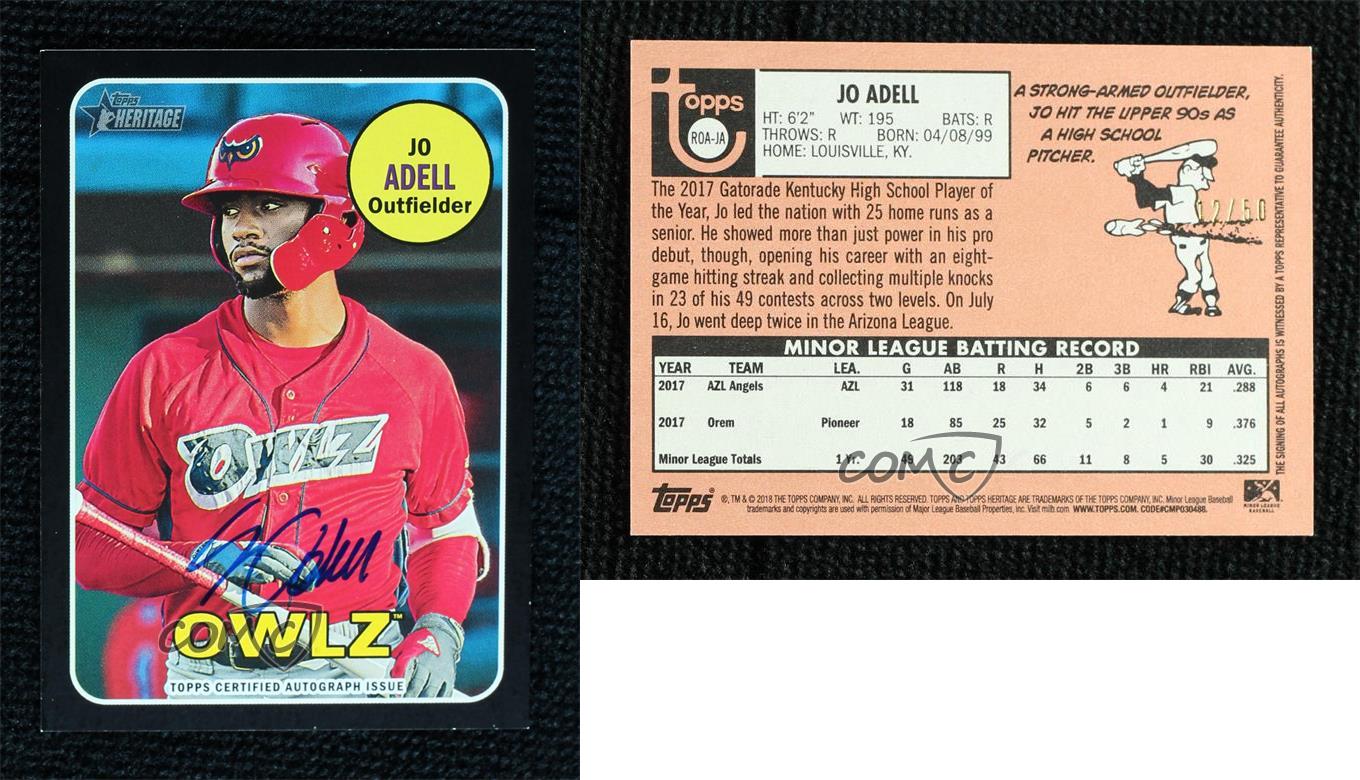 topps
HERITAGE
JO
ADELL
Outfielder
OWLZ
Jo Adell
OWLZ™
COMC
TOPPS CERTIFIED AUTOGRAPH ISSUE
topps
ROA-JA
JO ADELL
HT: 6'2" WT: 195 BATS: R
THROWS: R BORN: 04/08/99
HOME: LOUISVILLE, KY.
A STRONG-ARMED OUTFIELDER,
JO HIT THE UPPER 90s AS
A HIGH SCHOOL
PITCHER.
12/50
The 2017 Gatorade Kentucky High School Player of
the Year, Jo led the nation with 25 home runs as a
senior. He showed more than just power in his pro
debut, though, opening his career with an eight-
game hitting streak and collecting multiple knocks
in 23 of his 49 contests across two levels. On July
16, Jo went deep twice in the Arizona League.
MINOR LEAGUE BATTING RECORD
YEAR TEAM LEA. G AB R H 2B 3B HR RBI AVG.
2017 AZL Angels AZL 31 118 18 34 6 6 4 21 .288
2017 Orem Pioneer 18 85 25 32 5 2 1 9 .376
Minor League Totals 1 Yr. 49 203 43 66 11 8 5 30 .325
COMC
topps
®, TM & © 2018 THE TOPPS COMPANY, INC. ALL RIGHTS RESERVED. TOPPS AND TOPPS HERITAGE ARE TRADEMARKS OF THE TOPPS COMPANY, INC. Minor League Baseball
trademarks and copyrights are used with permission of Major League Baseball Properties, Inc. Visit milb.com WWW.TOPPS.COM. CODE#CMP030488.
MINOR LEAGUE
BASEBALL
THE SIGNING OF ALL AUTOGRAPHS IS WITNESSED BY A TOPPS REPRESENTATIVE TO GUARANTEE AUTHENTICITY.